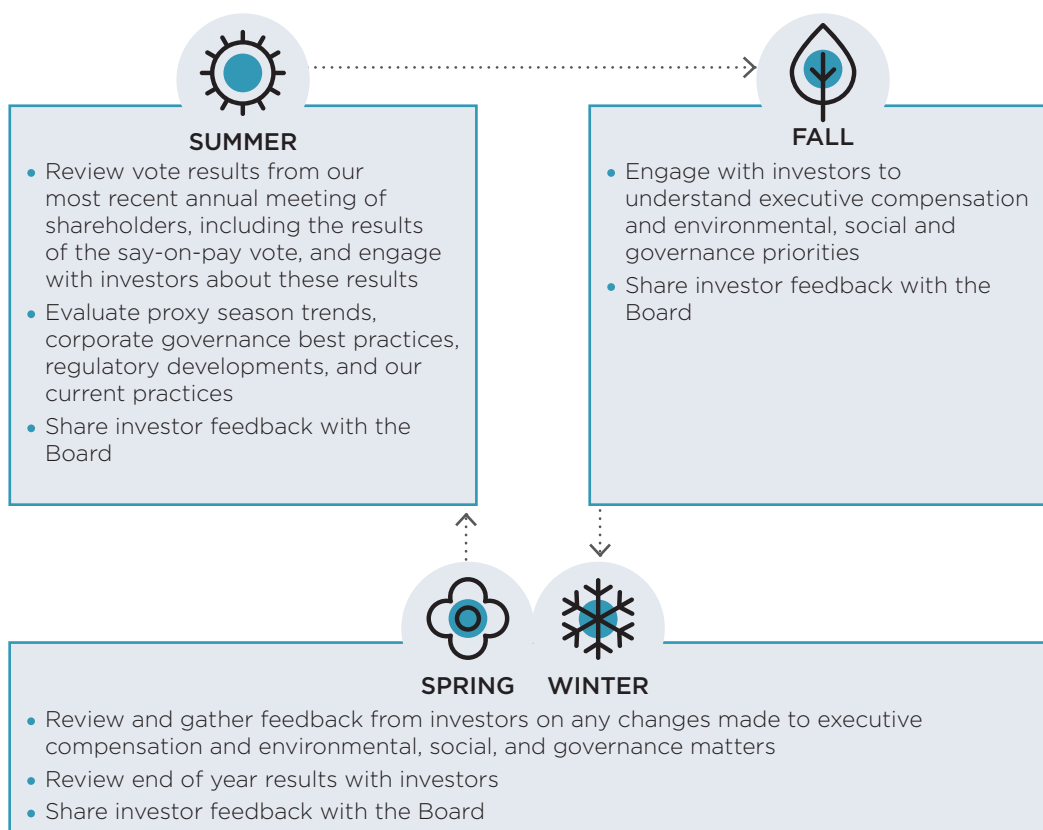 SUMMER
• Review vote results from our
most recent annual meeting of
shareholders, including the results
of the say-on-pay vote, and engage
with investors about these results
• Evaluate proxy season trends,
corporate governance best practices,
regulatory developments, and our
current practices
• Share investor feedback with the
Board
FALL
• Engage with investors to
understand executive compensation
and environmental, social and
governance priorities
• Share investor feedback with the
Board
SPRING WINTER
• Review and gather feedback from investors on any changes made to executive
compensation and environmental, social, and governance matters
• Review end of year results with investors
• Share investor feedback with the Board